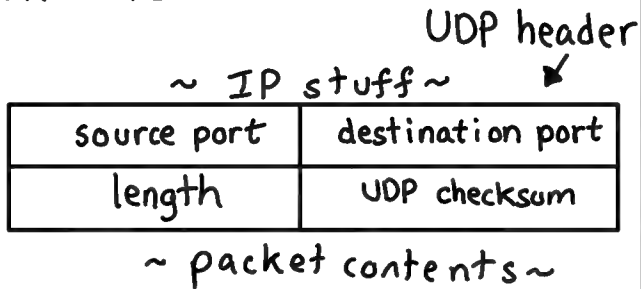 UDP header
~ IP stuff ~
source port destination port
length UDP checksum
~ packet contents ~